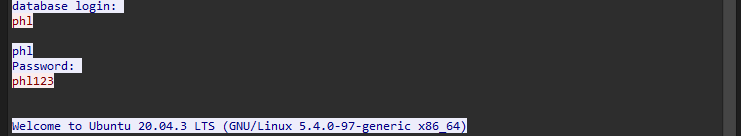 database login:
phl
phl
Password:
phl123
Welcome to Ubuntu 20.04.3 LTS (GNU/Linux 5.4.0-97-generic x86_64)